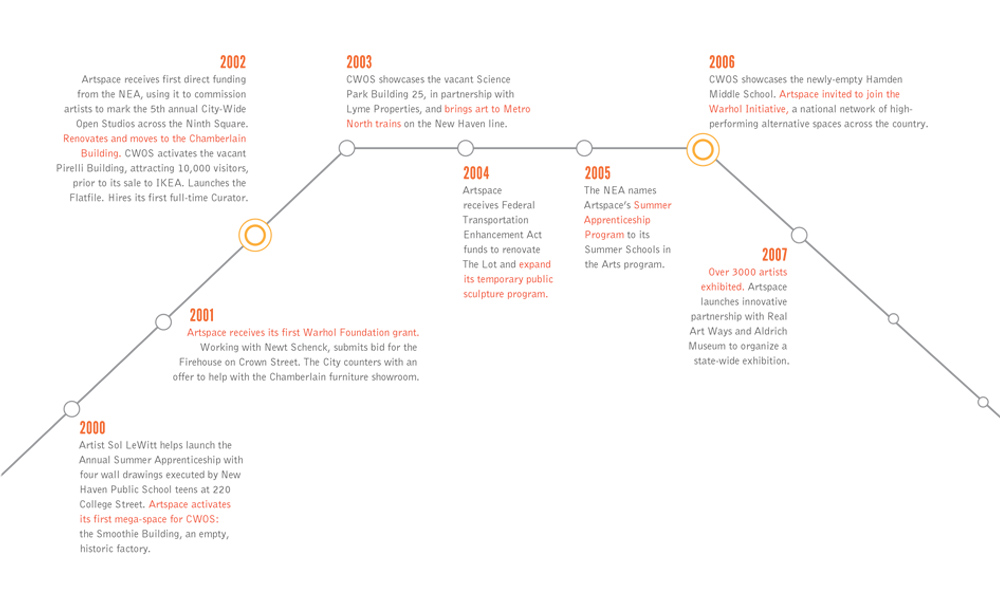 2002
Artspace receives first direct funding
from the NEA, using it to commission
artists to mark the 5th annual City-Wide
Open Studios across the Ninth Square.
Renovates and moves to the Chamberlain
Building. CWOS activates the vacant
Pirelli Building, attracting 10,000 visitors,
prior to its sale to IKEA. Launches the
Flatfile. Hires its first full-time Curator.
2003
CWOS showcases the vacant Science
Park Building 25, in partnership with
Lyme Properties, and brings art to Metro
North trains on the New Haven line.
2006
CWOS showcases the newly-empty Hamden
Middle School. Artspace invited to join the
Warhol Initiative, a national network of high-
performing alternative spaces across the country.
2004
Artspace
receives Federal
Transportation
Enhancement Act
funds to renovate
The Lot and expand
its temporary public
sculpture program.
2005
The NEA names
Artspace's Summer
Apprenticeship
Program to its
Summer Schools in
the Arts program.
2007
Over 3000 artists
exhibited. Artspace
launches innovative
partnership with Real
Art Ways and Aldrich
Museum to organize a
state-wide exhibition.
2001
Artspace receives its first Warhol Foundation grant.
Working with Newt Schenck, submits bid for the
Firehouse on Crown Street. The City counters with an
offer to help with the Chamberlain furniture showroom.
2000
Artist Sol LeWitt helps launch the
Annual Summer Apprenticeship with
four wall drawings executed by New
Haven Public School teens at 220
College Street. Artspace activates
its first mega-space for CWOS:
the Smoothie Building, an empty,
historic factory.